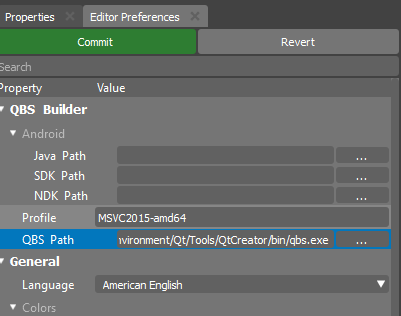 Properties Editor Preferences
Commit Revert
Search
Property Value
QBS Builder
Android
Java Path ...
SDK Path ...
NDK Path ...
Profile MSVC2015-amd64
QBS Path nvironment/Qt/Tools/QtCreator/bin/qbs.exe ...
General
Language American English
Colors